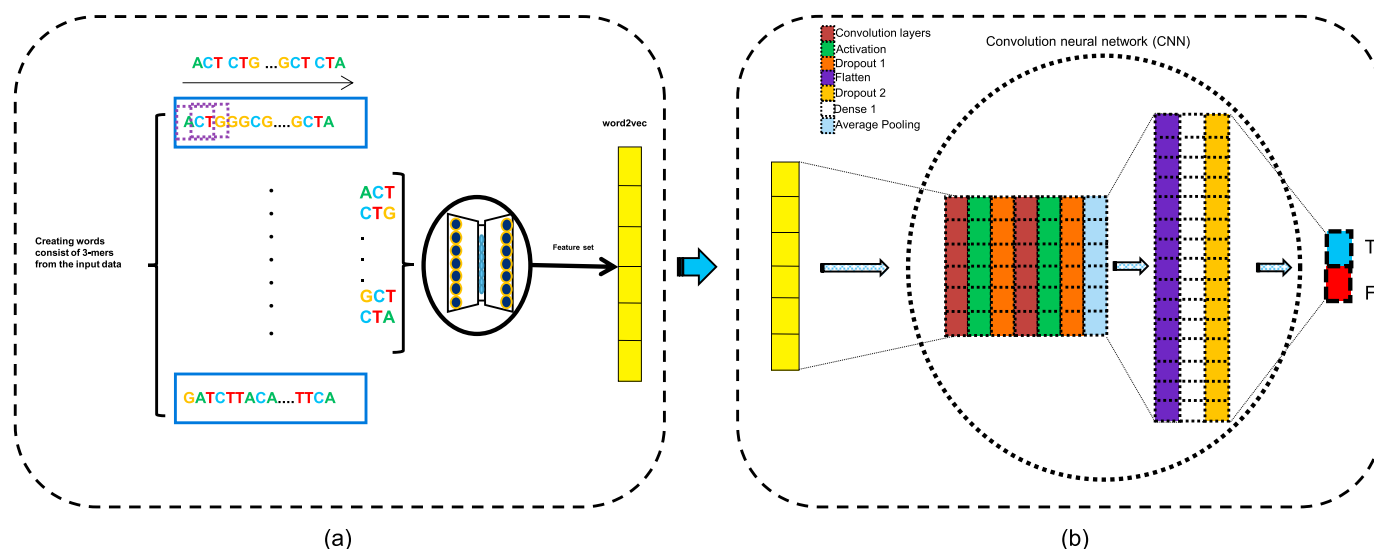 ACT CTG ...GCT CTA
ACTGGGCG....GCTA
Creating words
consist of 3-mers
from the input data
ACT
CTG
.
.
.
GCT
CTA
GATCTTACA....TTCA
Feature set
word2vec
(a)
Convolution layers
Activation
Dropout 1
Flatten
Dropout 2
Dense 1
Average Pooling
Convolution neural network (CNN)
T
F
(b)